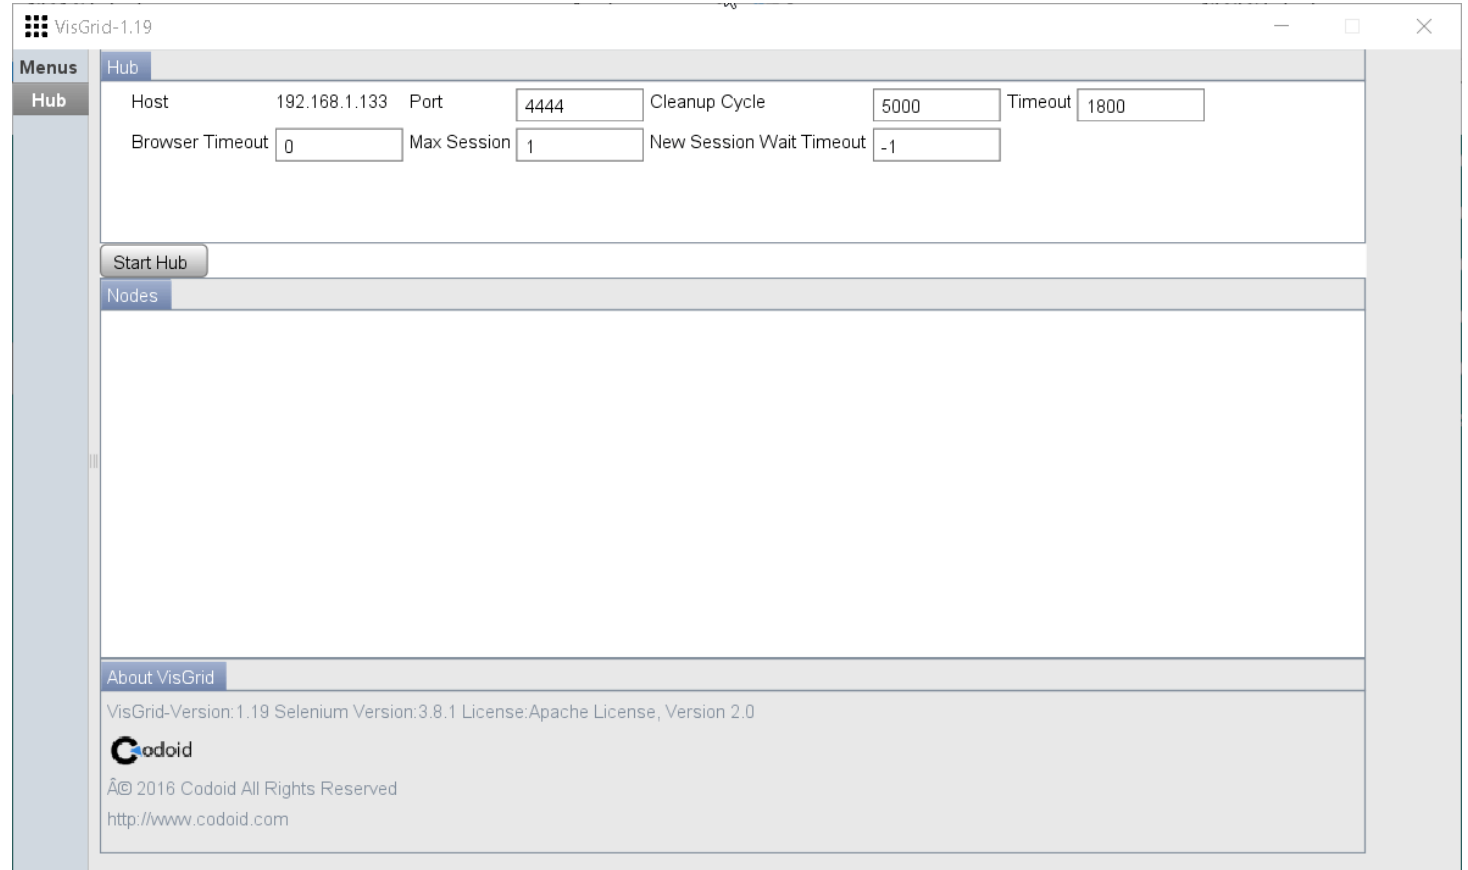 VisGrid-1.19
Menus
Hub
Hub
Host 192.168.1.133 Port 4444 Cleanup Cycle 5000 Timeout 1800
Browser Timeout 0 Max Session 1 New Session Wait Timeout -1
Start Hub
Nodes
About VisGrid
VisGrid-Version:1.19 Selenium Version:3.8.1 License:Apache License, Version 2.0
Codoid
Â© 2016 Codoid All Rights Reserved
http://www.codoid.com